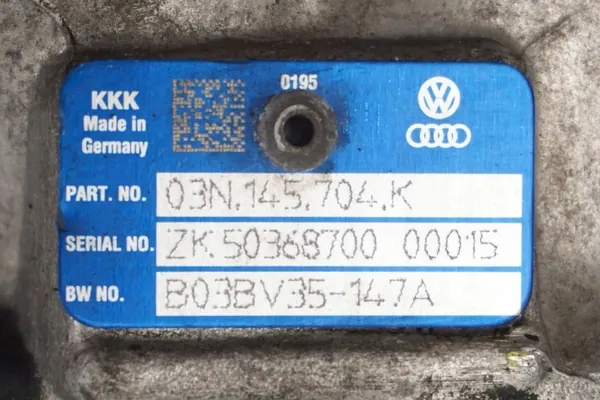 0195
KKK
Made in
Germany
PART. NO. 03N.145.704.K
SERIAL NO. ZK.50368700 00015
BW NO. B03BV35-147A